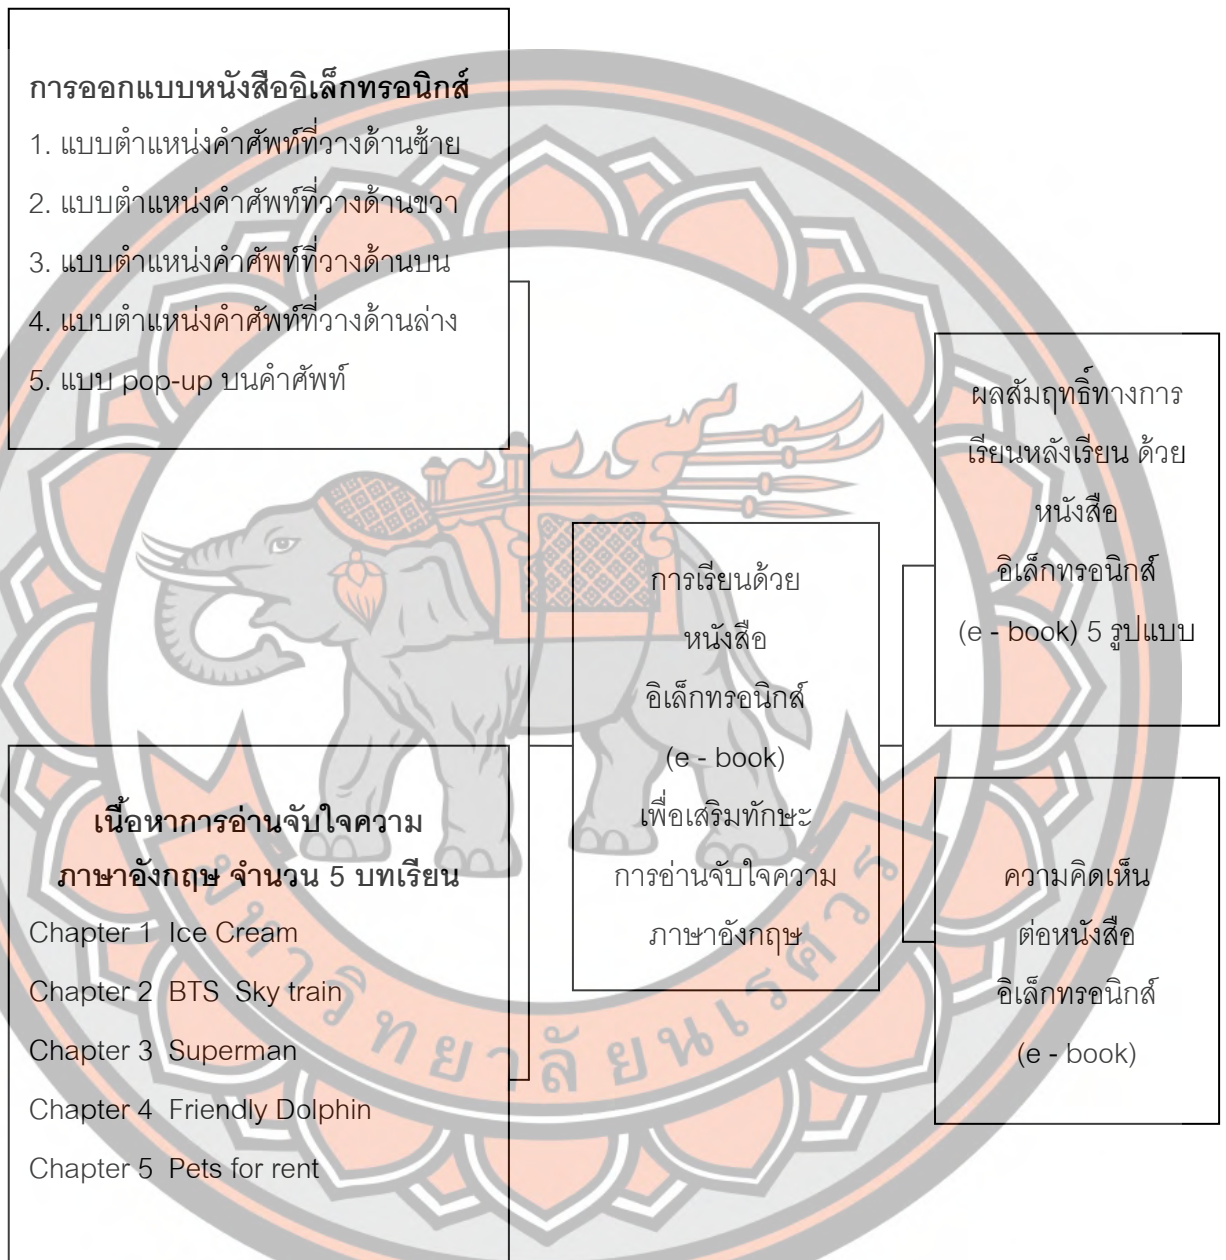 การออกแบบหนังสืออิเล็กทรอนิกส์
1. แบบตำแหน่งคำศัพท์ที่วางด้านซ้าย
2. แบบตำแหน่งคำศัพท์ที่วางด้านขวา
3. แบบตำแหน่งคำศัพท์ที่วางด้านบน
4. แบบตำแหน่งคำศัพท์ที่วางด้านล่าง
5. แบบ pop-up บนคำศัพท์
เนื้อหาการอ่านจับใจความ
ภาษาอังกฤษ จำนวน 5 บทเรียน
Chapter 1 Ice Cream
Chapter 2 BTS Sky train
Chapter 3 Superman
Chapter 4 Friendly Dolphin
Chapter 5 Pets for rent
การเรียนด้วย
หนังสือ
อิเล็กทรอนิกส์
(e - book)
เพื่อเสริมทักษะ
การอ่านจับใจความ
ภาษาอังกฤษ
ผลสัมฤทธิ์ทางการ
เรียนหลังเรียน ด้วย
หนังสือ
อิเล็กทรอนิกส์
(e - book) 5 รูปแบบ
ความคิดเห็น
ต่อหนังสือ
อิเล็กทรอนิกส์
(e - book)
มหาวิทยาลัยนเรศวร